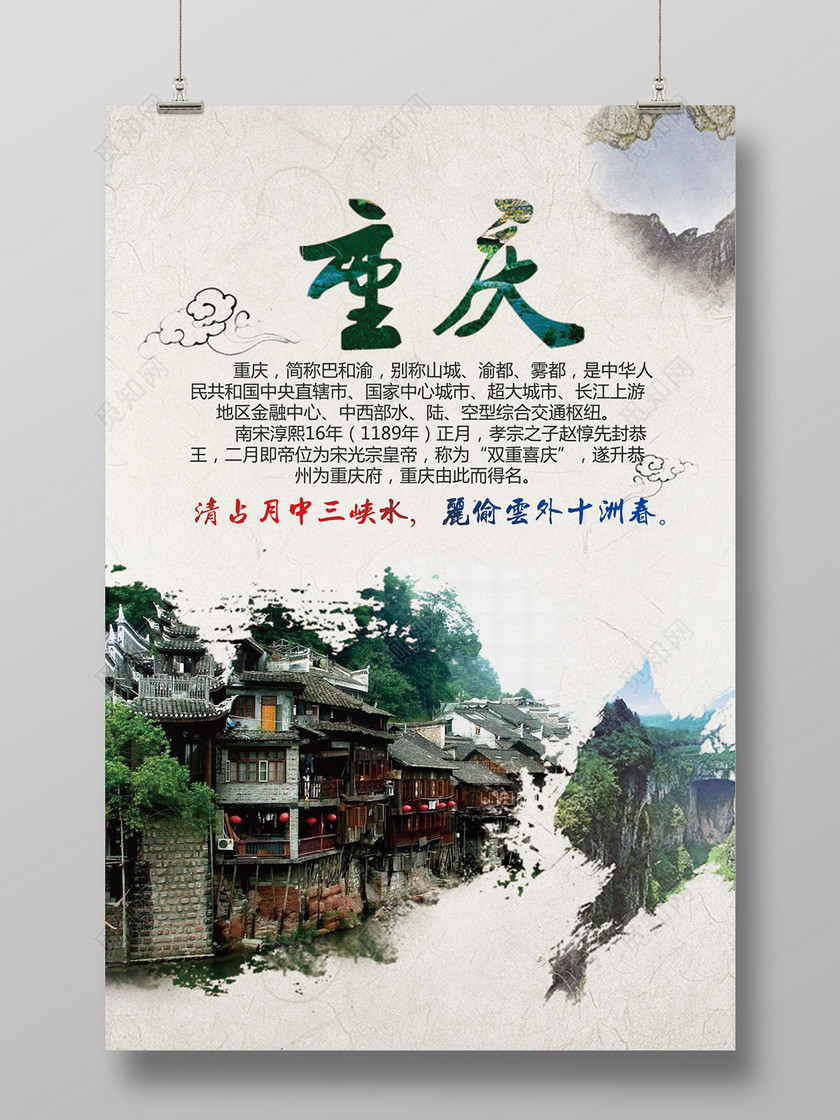 重庆
重庆，简称巴和渝，别称山城、渝都、雾都，是中华人
民共和国中央直辖市、国家中心城市、超大城市、长江上游
地区金融中心、中西部水、陆、空型综合交通枢纽。
南宋淳熙16年（1189年）正月，孝宗之子赵惇先封恭
王，二月即帝位为宋光宗皇帝，称为“双重喜庆”，遂升恭
州为重庆府，重庆由此而得名。
清占月中三峡水，麗偷雲外十洲春。
觅知网